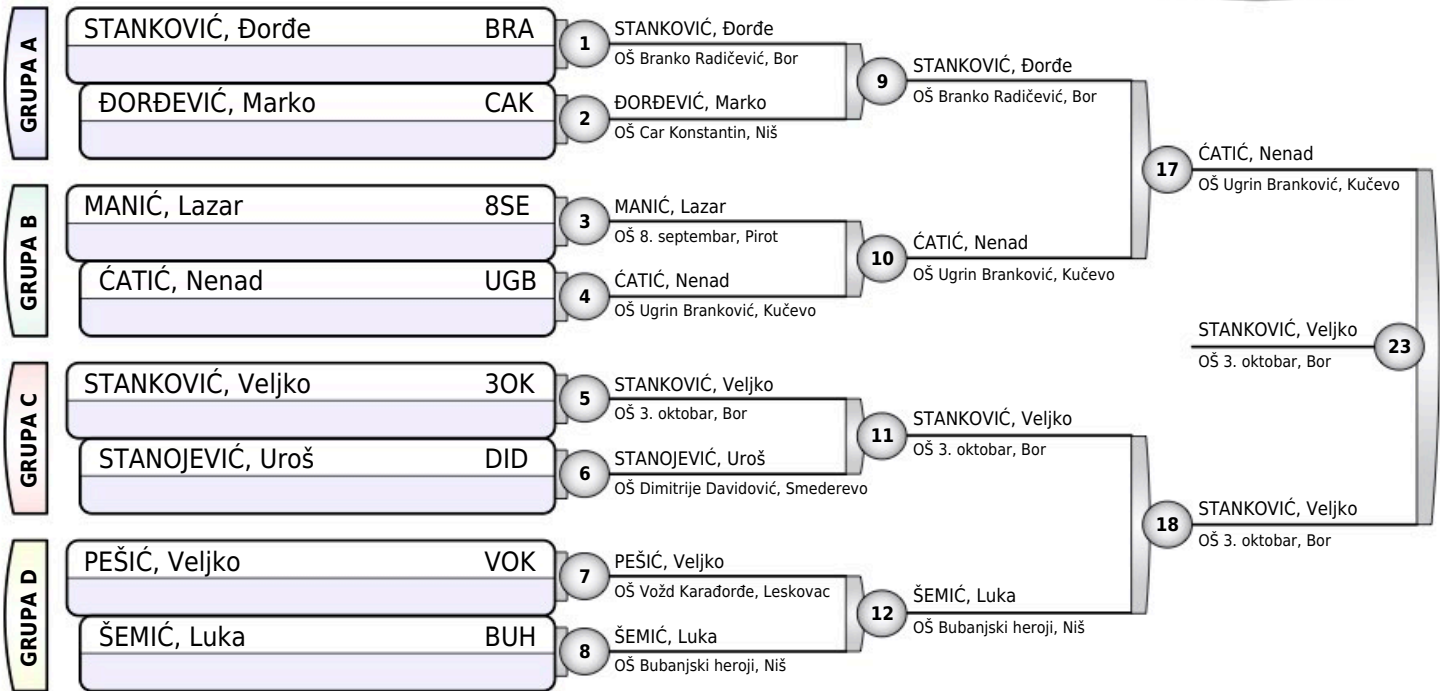 GRUPA A
STANKOVIĆ, Đorđe BRA
ĐORĐEVIĆ, Marko CAK
1
STANKOVIĆ, Đorđe
OŠ Branko Radičević, Bor
2
ĐORĐEVIĆ, Marko
OŠ Car Konstantin, Niš
9
STANKOVIĆ, Đorđe
OŠ Branko Radičević, Bor
GRUPA B
MANIĆ, Lazar 8SE
ĆATIĆ, Nenad UGB
3
MANIĆ, Lazar
OŠ 8. septembar, Pirot
4
ĆATIĆ, Nenad
OŠ Ugrin Branković, Kučevo
10
ĆATIĆ, Nenad
OŠ Ugrin Branković, Kučevo
17
ĆATIĆ, Nenad
OŠ Ugrin Branković, Kučevo
GRUPA C
STANKOVIĆ, Veljko 3OK
STANOJEVIĆ, Uroš DID
5
STANKOVIĆ, Veljko
OŠ 3. oktobar, Bor
6
STANOJEVIĆ, Uroš
OŠ Dimitrije Davidović, Smederevo
11
STANKOVIĆ, Veljko
OŠ 3. oktobar, Bor
GRUPA D
PEŠIĆ, Veljko VOK
ŠEMIĆ, Luka BUH
7
PEŠIĆ, Veljko
OŠ Vožd Karađorđe, Leskovac
8
ŠEMIĆ, Luka
OŠ Bubanjski heroji, Niš
12
ŠEMIĆ, Luka
OŠ Bubanjski heroji, Niš
18
STANKOVIĆ, Veljko
OŠ 3. oktobar, Bor
STANKOVIĆ, Veljko
OŠ 3. oktobar, Bor
23